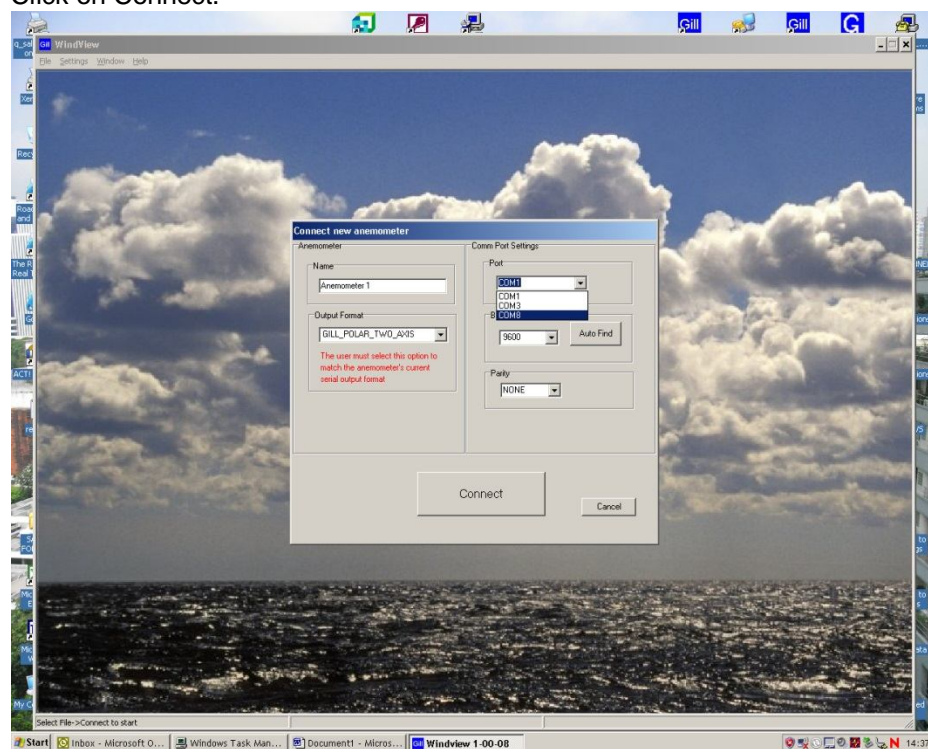 Click on Connect.
Gill
Gill
G
Gill WindView
File Settings Window Help
Connect new anemometer
Anemometer
Name
Anemometer 1
Output Format
GILL_POLAR_TWO_AXIS
The user must select this option to
match the anemometer's current
serial output format
Comm Port Settings
Port
COM1
COM1
COM3
COM8
9600
Auto Find
Parity
NONE
Connect
Cancel
Select File->Connect to start
Start
Inbox - Microsoft O...
Windows Task Man...
Document1 - Micros...
Windview 1-00-08
14:37